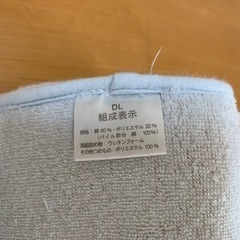 DL
組成表示
側地 綿 80% ・ポリエステル 20%
(パイル部分 綿 100%)
両面詰め物 ウレタンフォーム
その他つめもの ポリエステル 100%